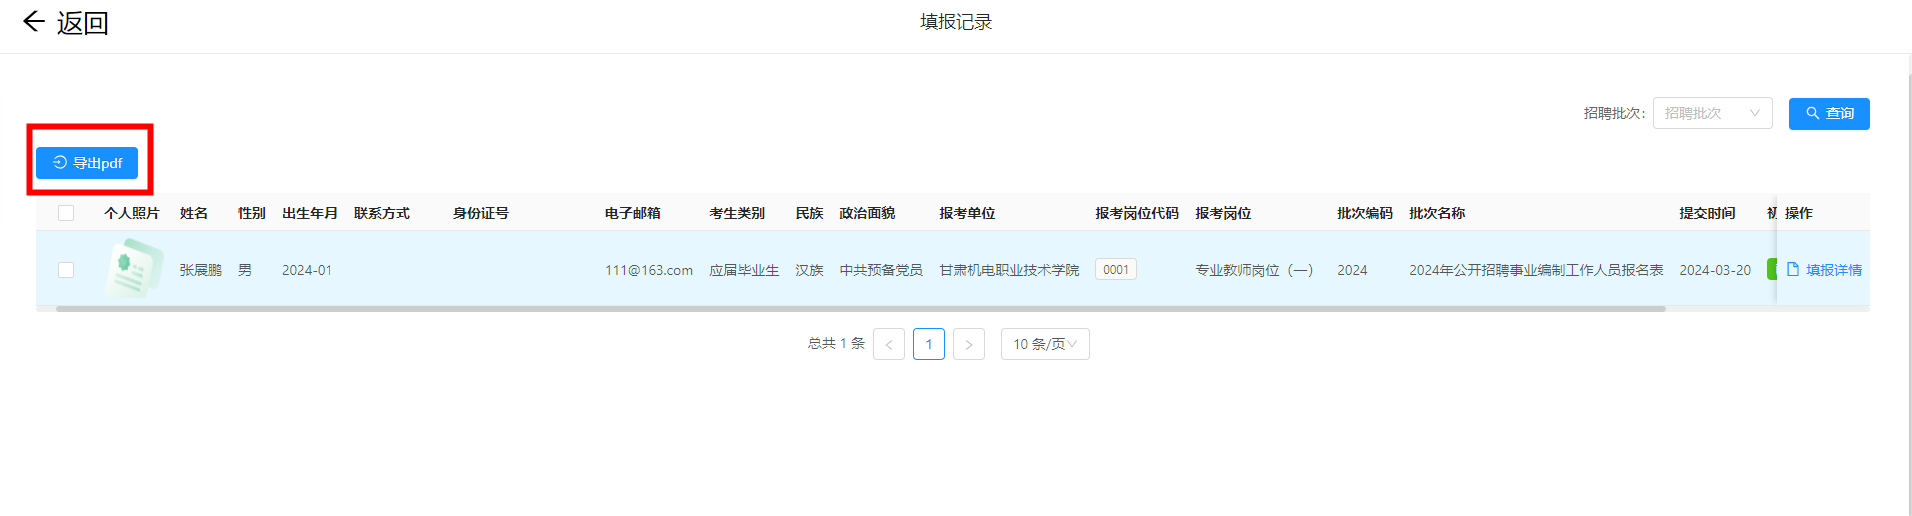 返回
填报记录
招聘批次: 招聘批次 查询
导出pdf
个人照片 姓名 性别 出生年月 联系方式 身份证号 电子邮箱 考生类别 民族 政治面貌 报考单位 报考岗位代码 报考岗位 批次编码 批次名称 提交时间 初 操作
张展鹏 男 2024-01 111@163.com 应届毕业生 汉族 中共预备党员 甘肃机电职业技术学院 0001 专业教师岗位（一） 2024 2024年公开招聘事业编制工作人员报名表 2024-03-20 填报详情
总共 1 条 < 1 > 10 条/页